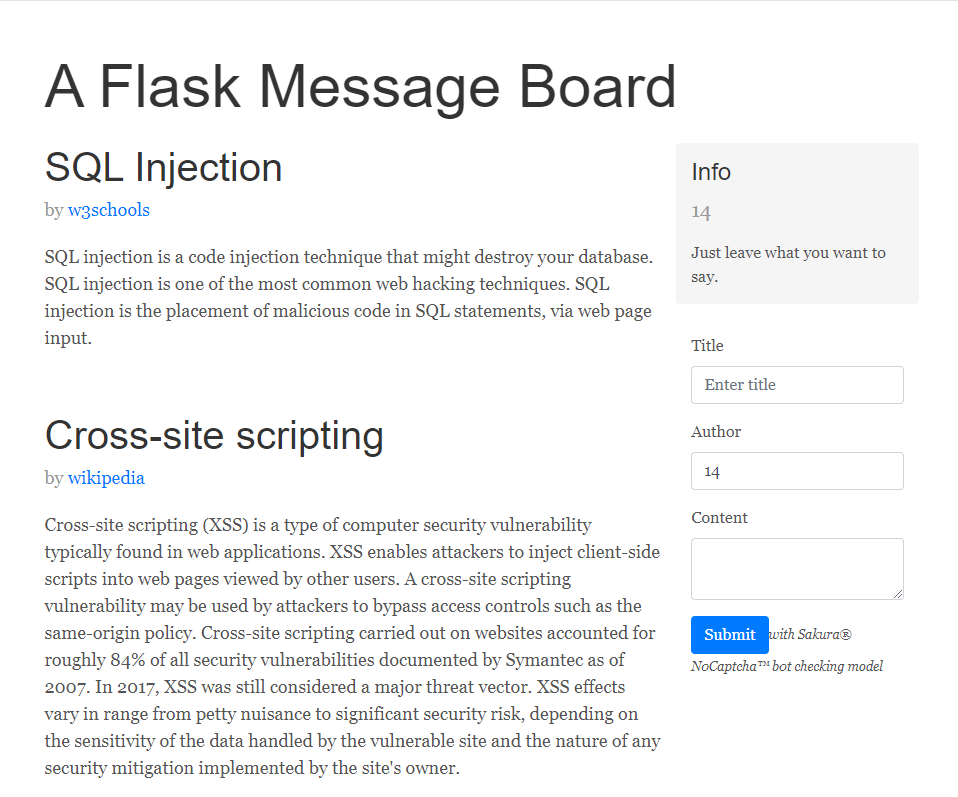 A Flask Message Board
SQL Injection
by w3schools
SQL injection is a code injection technique that might destroy your database.
SQL injection is one of the most common web hacking techniques. SQL
injection is the placement of malicious code in SQL statements, via web page
input.
Cross-site scripting
by wikipedia
Cross-site scripting (XSS) is a type of computer security vulnerability
typically found in web applications. XSS enables attackers to inject client-side
scripts into web pages viewed by other users. A cross-site scripting
vulnerability may be used by attackers to bypass access controls such as the
same-origin policy. Cross-site scripting carried out on websites accounted for
roughly 84% of all security vulnerabilities documented by Symantec as of
2007. In 2017, XSS was still considered a major threat vector. XSS effects
vary in range from petty nuisance to significant security risk, depending on
the sensitivity of the data handled by the vulnerable site and the nature of any
security mitigation implemented by the site's owner.
Info
14
Just leave what you want to
say.
Title
Enter title
Author
14
Content
Submit with Sakura®
NoCaptcha™ bot checking model